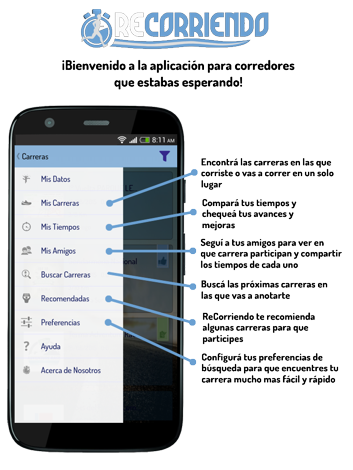 RECORRIENDO
¡Bienvenido a la aplicación para corredores
que estabas esperando!
8:11 AM
Carreras
Mis Datos
Mis Carreras
Mis Tiempos
Mis Amigos
Buscar Carreras
Recomendadas
Preferencias
Ayuda
Acerca de Nosotros
Encontrá las carreras en las que
corriste o vas a correr en un solo
lugar
Compará tus tiempos y
chequeá tus avances y
mejoras
Seguí a tus amigos para ver en
que carrera participan y compartir
los tiempos de cada uno
Buscá las próximas carreras en
las que vas a anotarte
ReCorriendo te recomienda
algunas carreras para que
participes
Configurá tus preferencias de
búsqueda para que encuentres tu
carrera mucho mas fácil y rápido